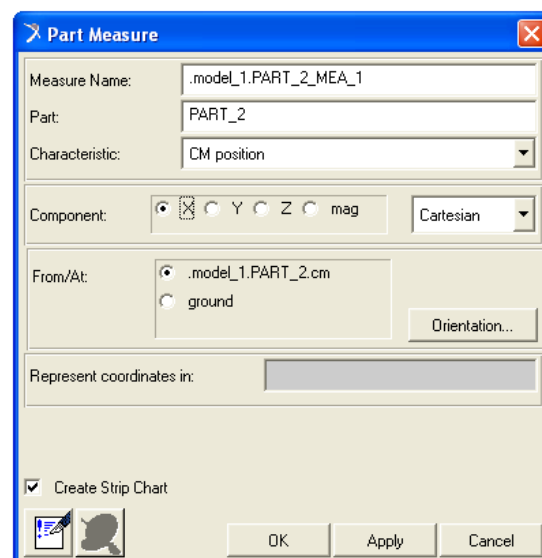 Part Measure
Measure Name: .model_1.PART_2_MEA_1
Part: PART_2
Characteristic: CM position
Component: X Y Z mag Cartesian
From/At: .model_1.PART_2.cm
ground
Orientation...
Represent coordinates in:
Create Strip Chart
OK Apply Cancel